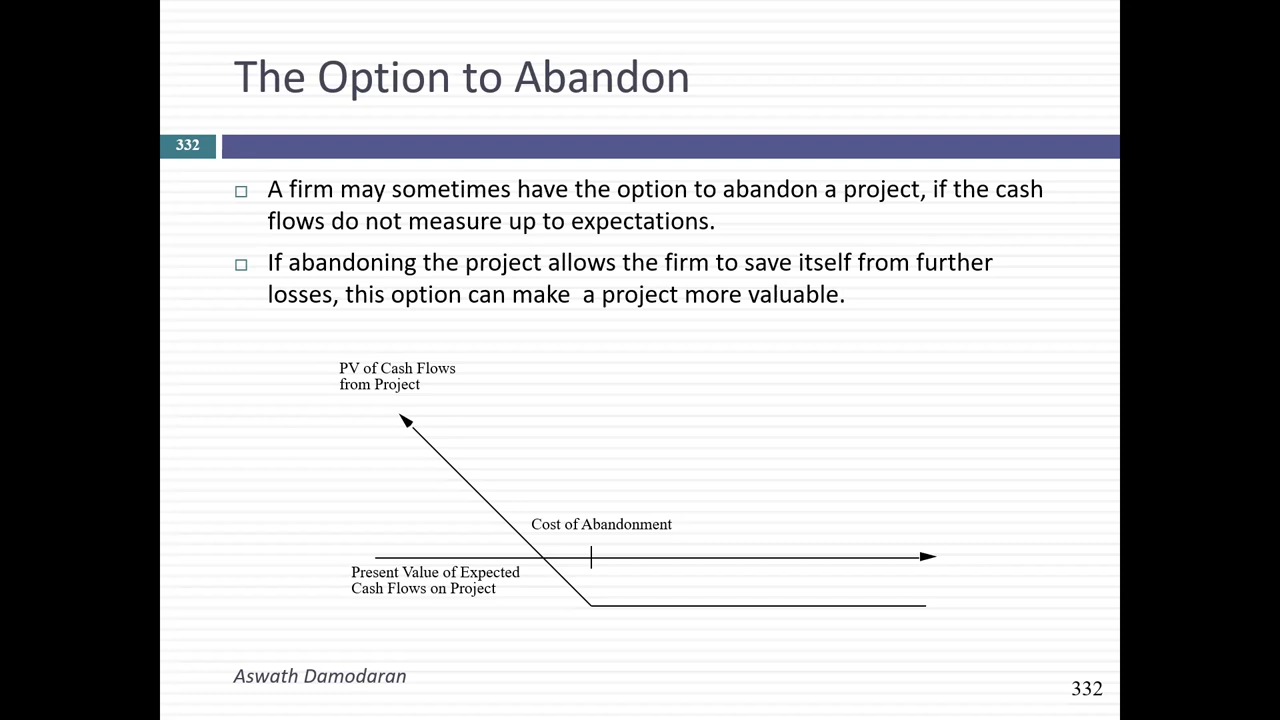 The Option to Abandon
332
A firm may sometimes have the option to abandon a project, if the cash
flows do not measure up to expectations.
If abandoning the project allows the firm to save itself from further
losses, this option can make  a project more valuable.
PV of Cash Flows
from Project
Cost of Abandonment
Present Value of Expected
Cash Flows on Project
Aswath Damodaran
332